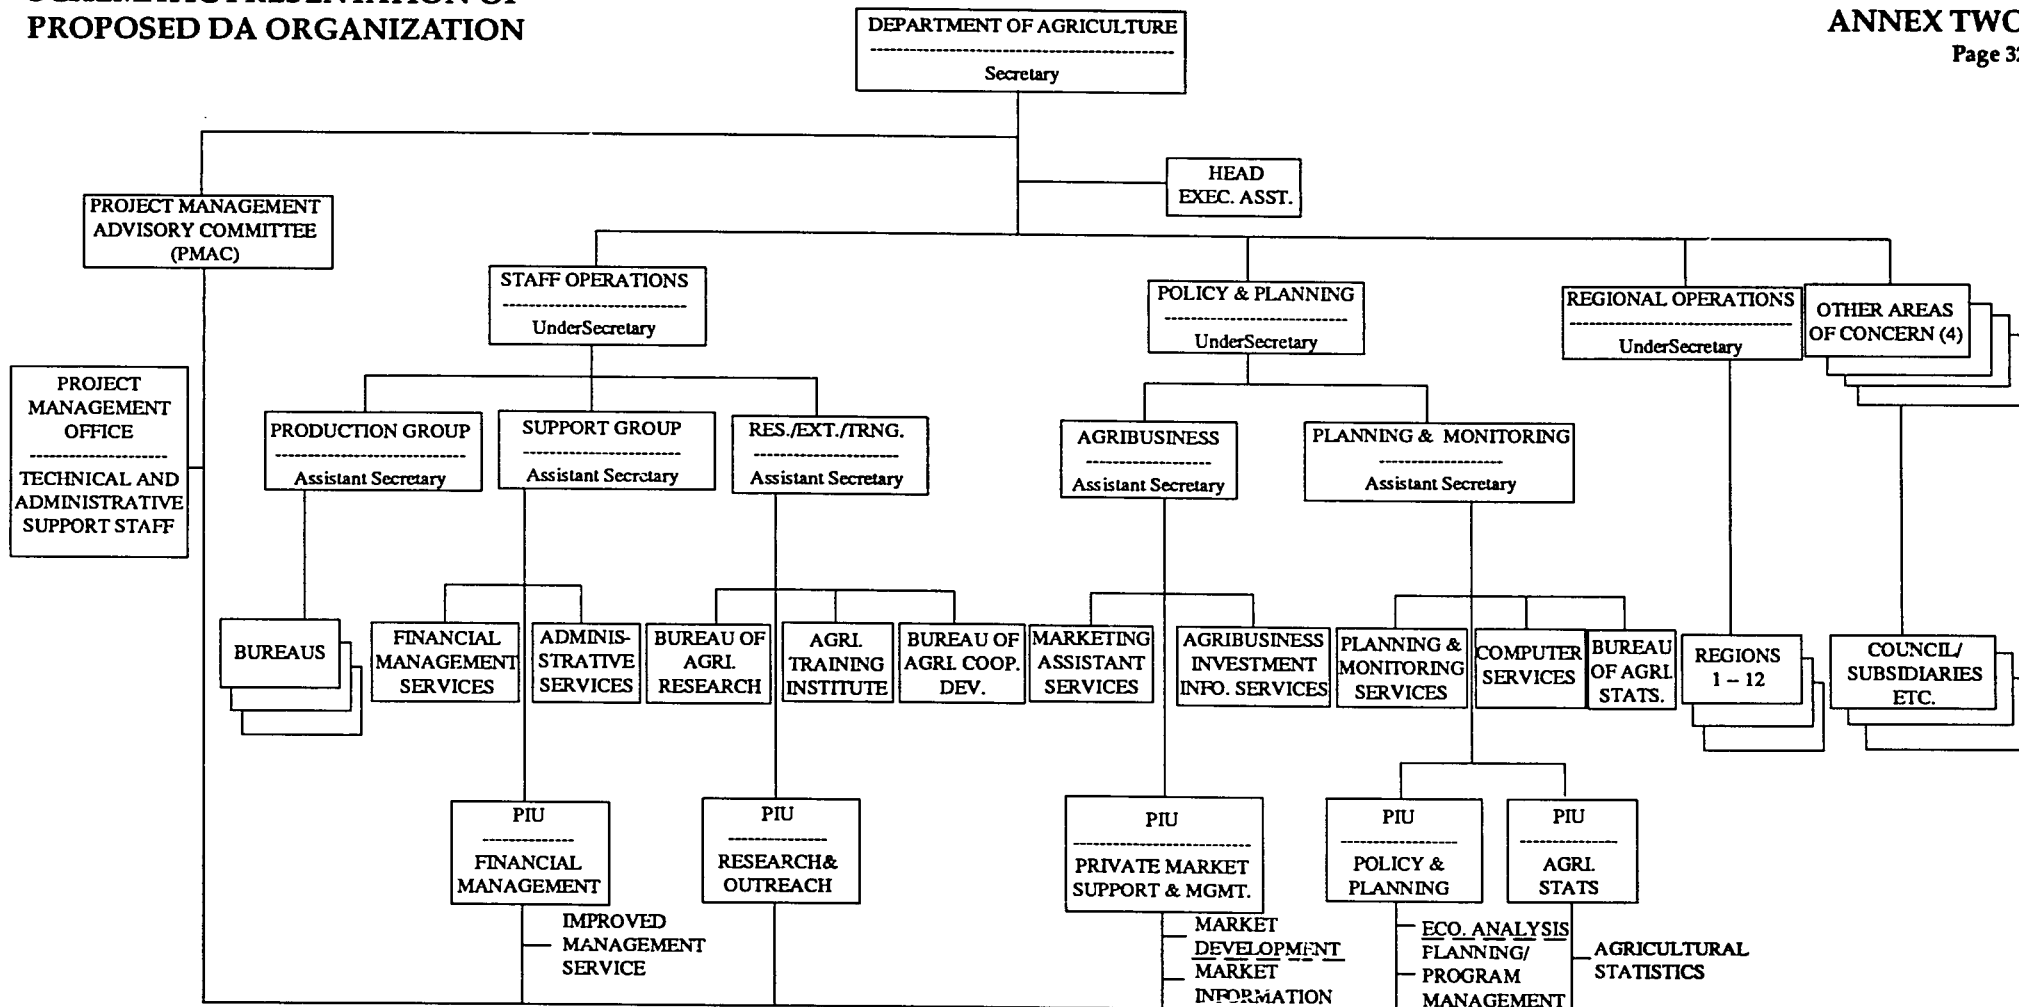 PROPOSED DA ORGANIZATION
ANNEX TWO
Page 32
DEPARTMENT OF AGRICULTURE
Secretary
HEAD
EXEC. ASST.
PROJECT MANAGEMENT
ADVISORY COMMITTEE
(PMAC)
STAFF OPERATIONS
UnderSecretary
POLICY & PLANNING
UnderSecretary
REGIONAL OPERATIONS
UnderSecretary
OTHER AREAS
OF CONCERN (4)
PROJECT
MANAGEMENT
OFFICE
TECHNICAL AND
ADMINISTRATIVE
SUPPORT STAFF
PRODUCTION GROUP
Assistant Secretary
SUPPORT GROUP
Assistant Secretary
RES./EXT./TRNG.
Assistant Secretary
AGRIBUSINESS
Assistant Secretary
PLANNING & MONITORING
Assistant Secretary
BUREAUS
FINANCIAL
MANAGEMENT
SERVICES
ADMINIS-
STRATIVE
SERVICES
BUREAU OF
AGRI.
RESEARCH
AGRI.
TRAINING
INSTITUTE
BUREAU OF
AGRI. COOP.
DEV.
MARKETING
ASSISTANT
SERVICES
AGRIBUSINESS
INVESTMENT
INFO. SERVICES
PLANNING &
MONITORING
SERVICES
COMPUTER
SERVICES
BUREAU
OF AGRI.
STATS.
REGIONS
1 – 12
COUNCIL/
SUBSIDIARIES
ETC.
PIU
FINANCIAL
MANAGEMENT
PIU
RESEARCH&
OUTREACH
PIU
PRIVATE MARKET
SUPPORT & MGMT.
PIU
POLICY &
PLANNING
PIU
AGRI.
STATS
IMPROVED
MANAGEMENT
SERVICE
MARKET
DEVELOPMENT
MARKET
INFORMATION
ECO. ANALYSIS
PLANNING/
PROGRAM
MANAGEMENT
AGRICULTURAL
STATISTICS